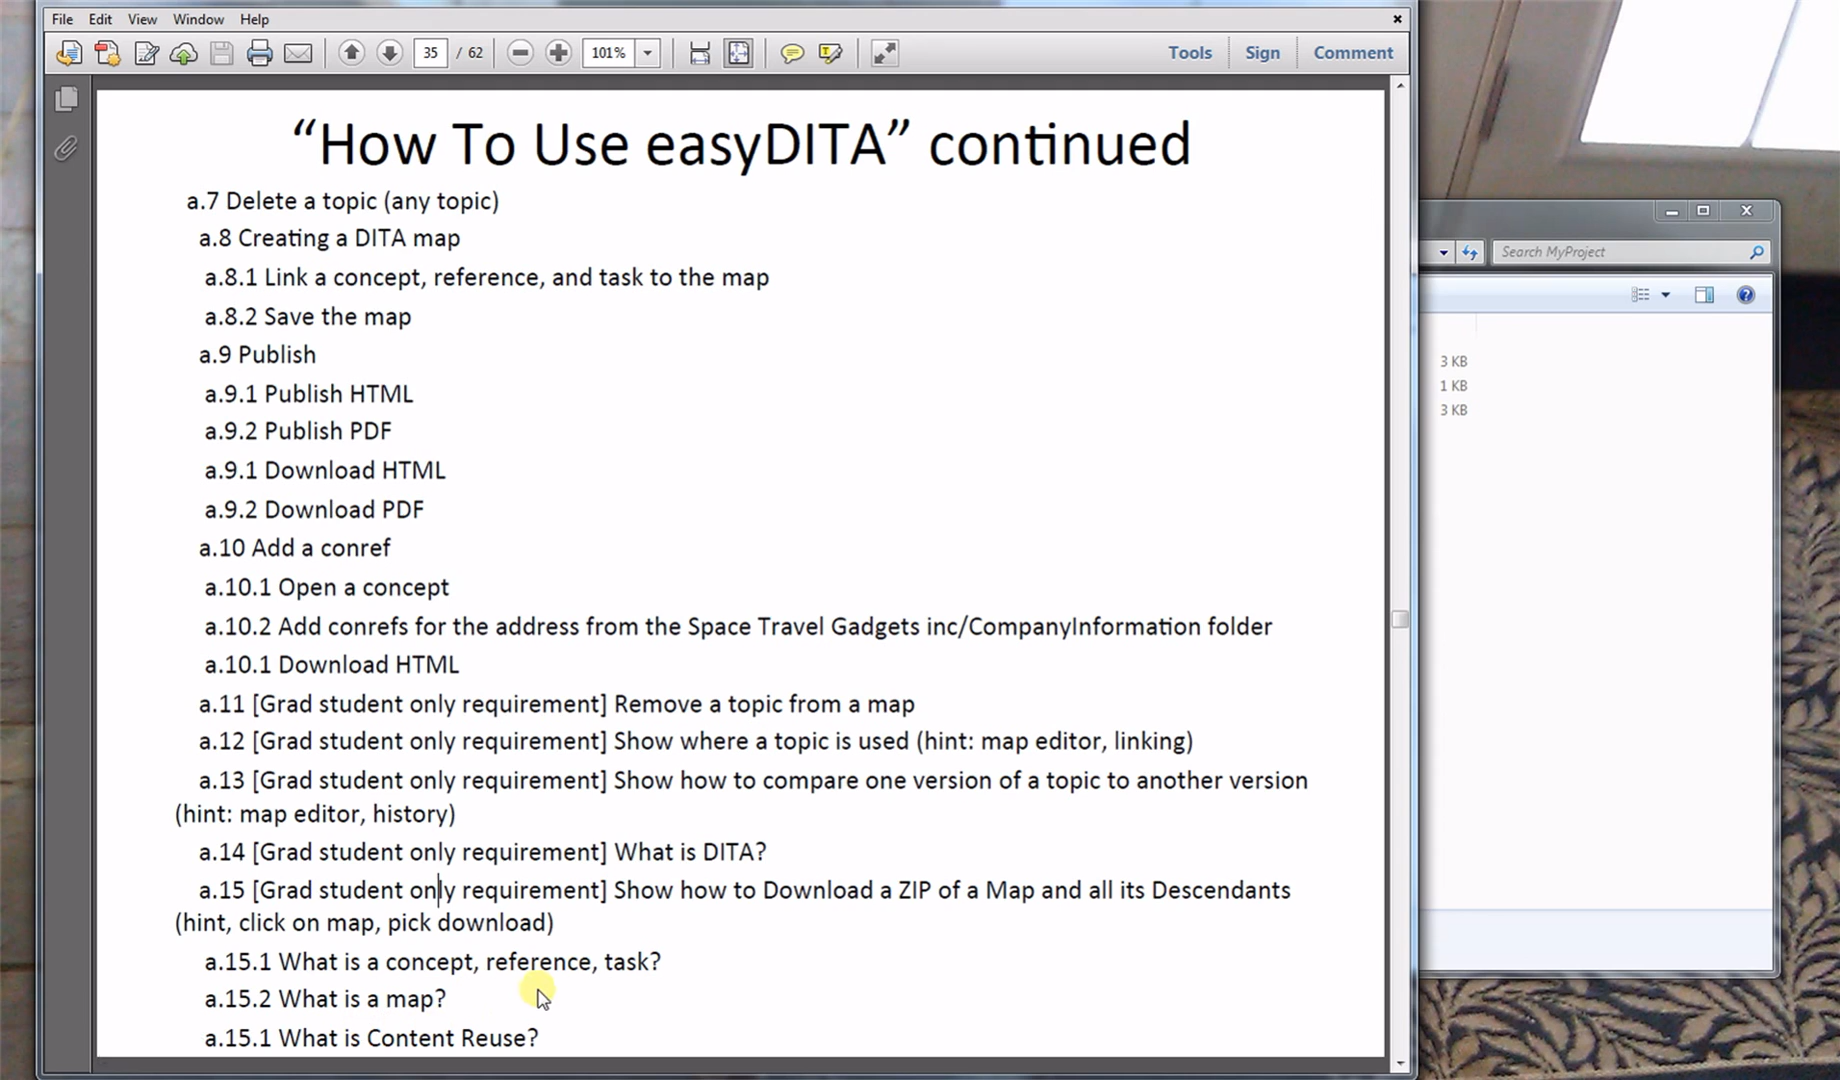 File Edit View Window Help
35 / 62
101%
Tools Sign Comment
“How To Use easyDITA” continued
a.7 Delete a topic (any topic)
a.8 Creating a DITA map
a.8.1 Link a concept, reference, and task to the map
a.8.2 Save the map
a.9 Publish
a.9.1 Publish HTML
a.9.2 Publish PDF
a.9.1 Download HTML
a.9.2 Download PDF
a.10 Add a conref
a.10.1 Open a concept
a.10.2 Add conrefs for the address from the Space Travel Gadgets inc/CompanyInformation folder
a.10.1 Download HTML
a.11 [Grad student only requirement] Remove a topic from a map
a.12 [Grad student only requirement] Show where a topic is used (hint: map editor, linking)
a.13 [Grad student only requirement] Show how to compare one version of a topic to another version
(hint: map editor, history)
a.14 [Grad student only requirement] What is DITA?
a.15 [Grad student only requirement] Show how to Download a ZIP of a Map and all its Descendants
(hint, click on map, pick download)
a.15.1 What is a concept, reference, task?
a.15.2 What is a map?
a.15.1 What is Content Reuse?
Search MyProject
3 KB
1 KB
3 KB